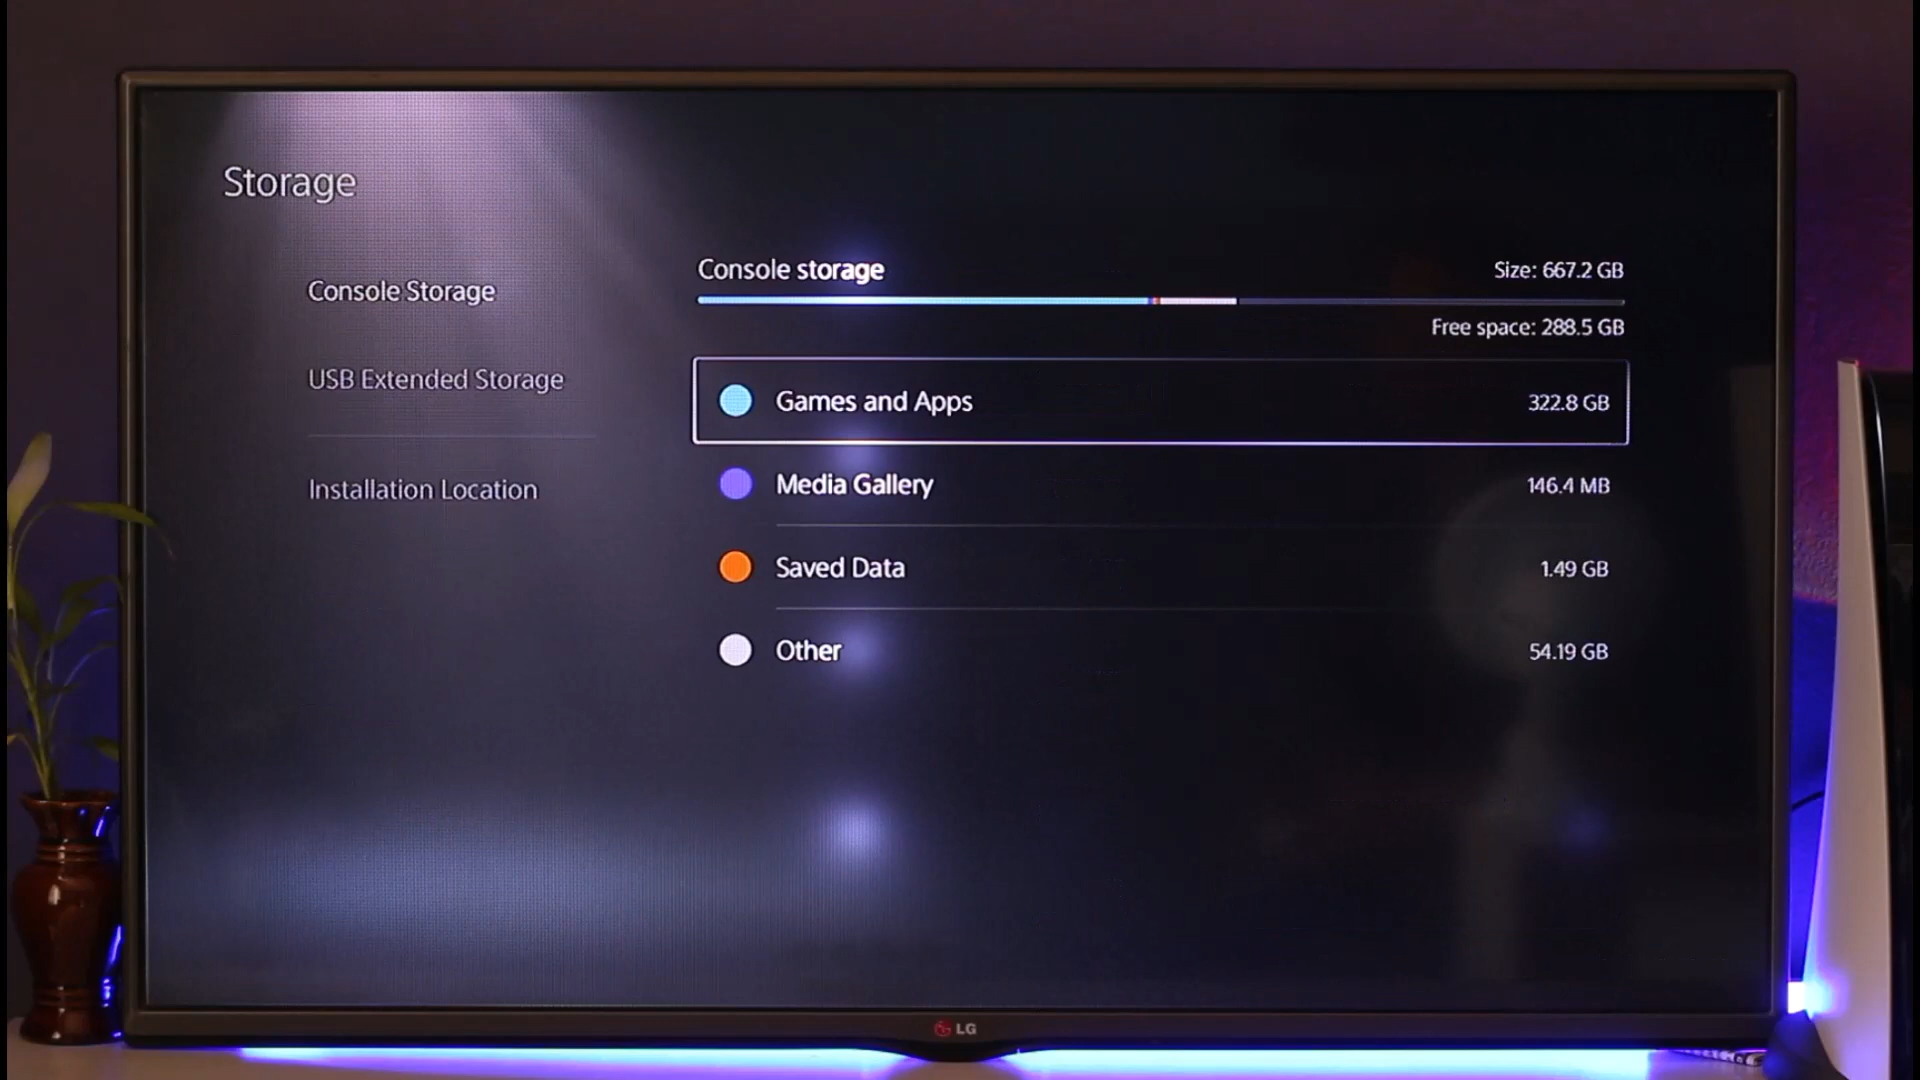 Storage
Console Storage
USB Extended Storage
Installation Location
Console storage
Size: 667.2 GB
Free space: 288.5 GB
Games and Apps 322.8 GB
Media Gallery 146.4 MB
Saved Data 1.49 GB
Other 54.19 GB
LG